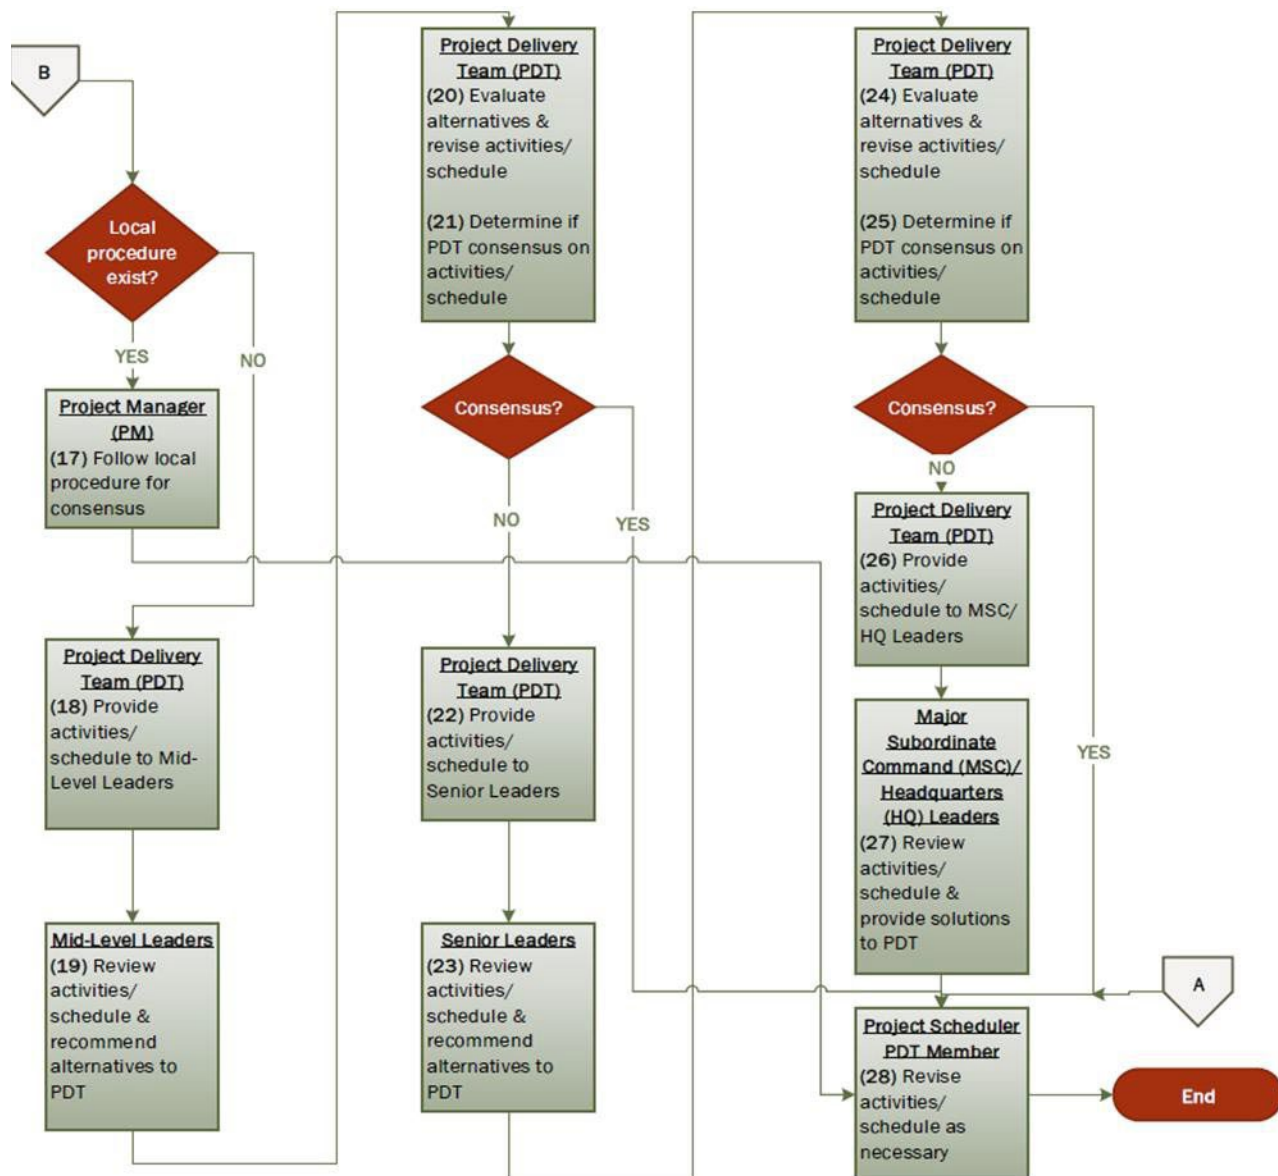 B
Local
procedure
exist?
YES
NO
Project Manager
(PM)
(17) Follow local
procedure for
consensus
Project Delivery
Team (PDT)
(18) Provide
activities/
schedule to Mid-
Level Leaders
Mid-Level Leaders
(19) Review
activities/
schedule &
recommend
alternatives to
PDT
Project Delivery
Team (PDT)
(20) Evaluate
alternatives &
revise activities/
schedule
(21) Determine if
PDT consensus on
activities/
schedule
Consensus?
NO
YES
Project Delivery
Team (PDT)
(22) Provide
activities/
schedule to
Senior Leaders
Senior Leaders
(23) Review
activities/
schedule &
recommend
alternatives to
PDT
Project Delivery
Team (PDT)
(24) Evaluate
alternatives &
revise activities/
schedule
(25) Determine if
PDT consensus on
activities/
schedule
Consensus?
NO
YES
Project Delivery
Team (PDT)
(26) Provide
activities/
schedule to MSC/
HQ Leaders
Major
Subordinate
Command (MSC)/
Headquarters
(HQ) Leaders
(27) Review
activities/
schedule &
provide solutions
to PDT
A
Project Scheduler
PDT Member
(28) Revise
activities/
schedule as
necessary
End